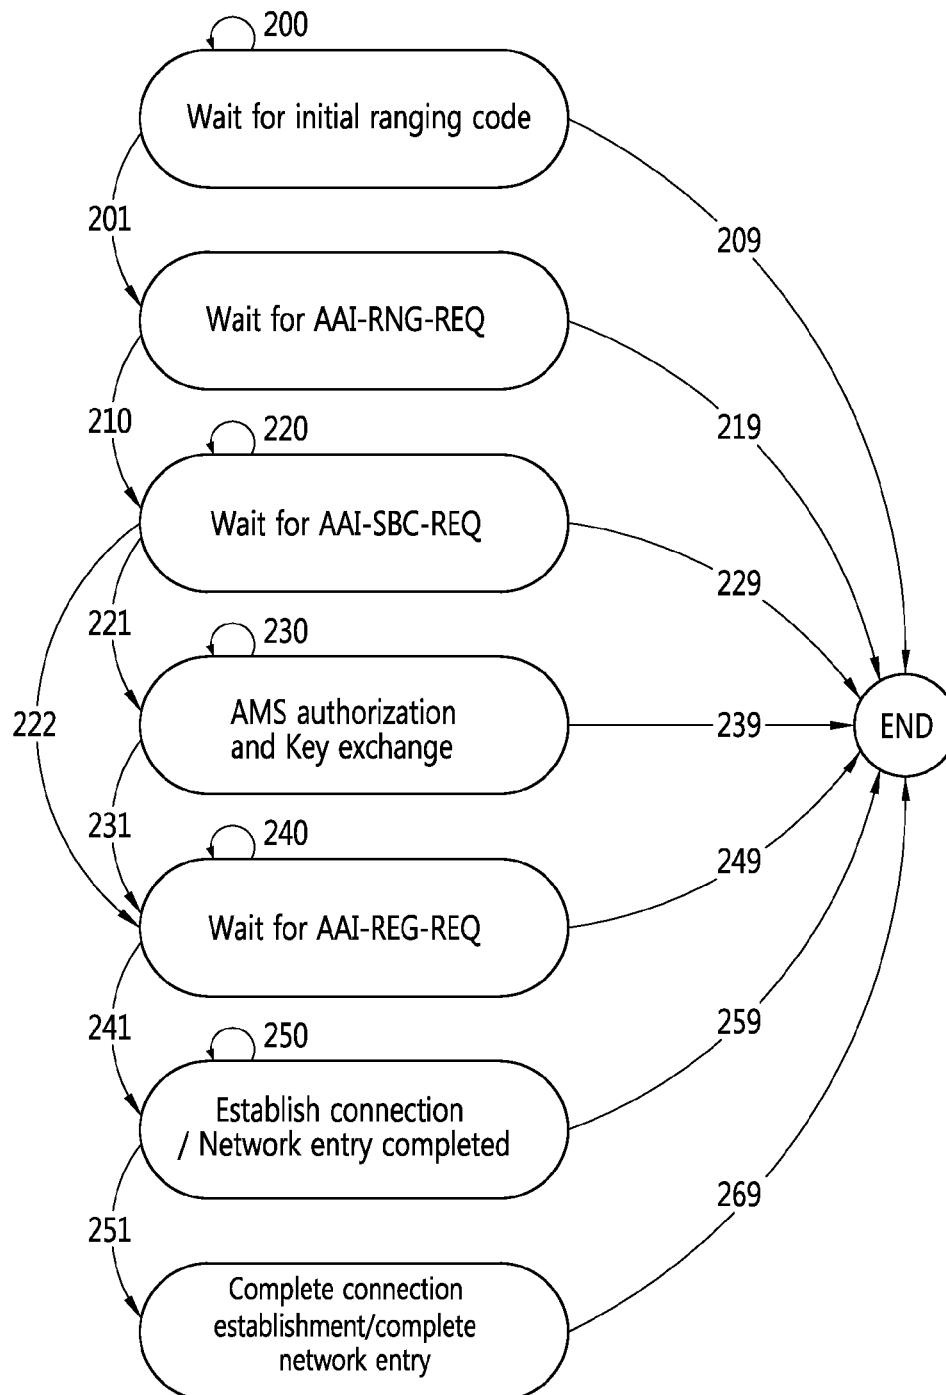 200
Wait for initial ranging code
201
209
Wait for AAI-RNG-REQ
210
219
220
Wait for AAI-SBC-REQ
229
221
230
222
AMS authorization
and Key exchange
239
END
231
240
249
Wait for AAI-REG-REQ
241
250
259
Establish connection
/ Network entry completed
251
269
Complete connection
establishment/complete
network entry